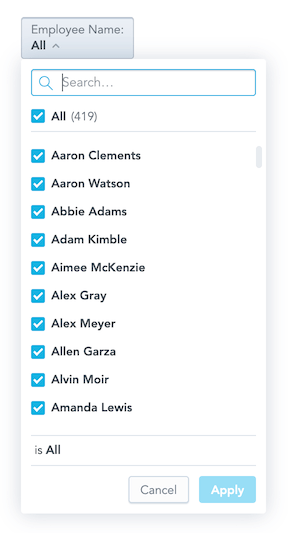 Employee Name:
All
Search...
All (419)
Aaron Clements
Aaron Watson
Abbie Adams
Adam Kimble
Aimee McKenzie
Alex Gray
Alex Meyer
Allen Garza
Alvin Moir
Amanda Lewis
is All
Cancel Apply